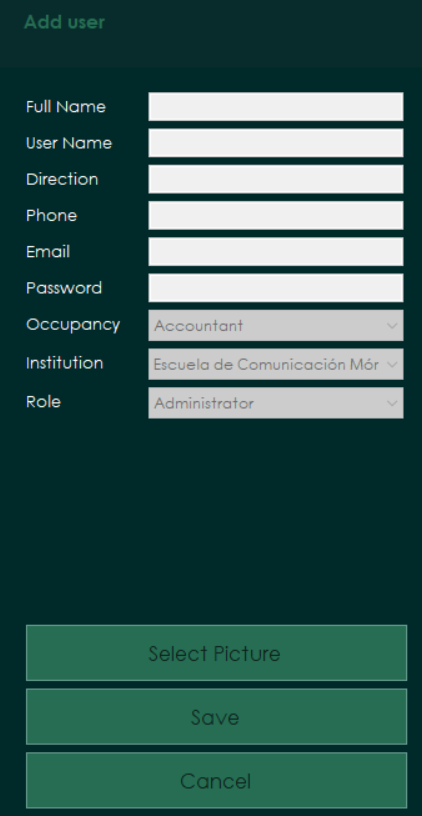 Add user
Full Name
User Name
Direction
Phone
Email
Password
Occupancy Accountant
Institution Escuela de Comunicación Mór
Role Administrator
Select Picture
Save
Cancel